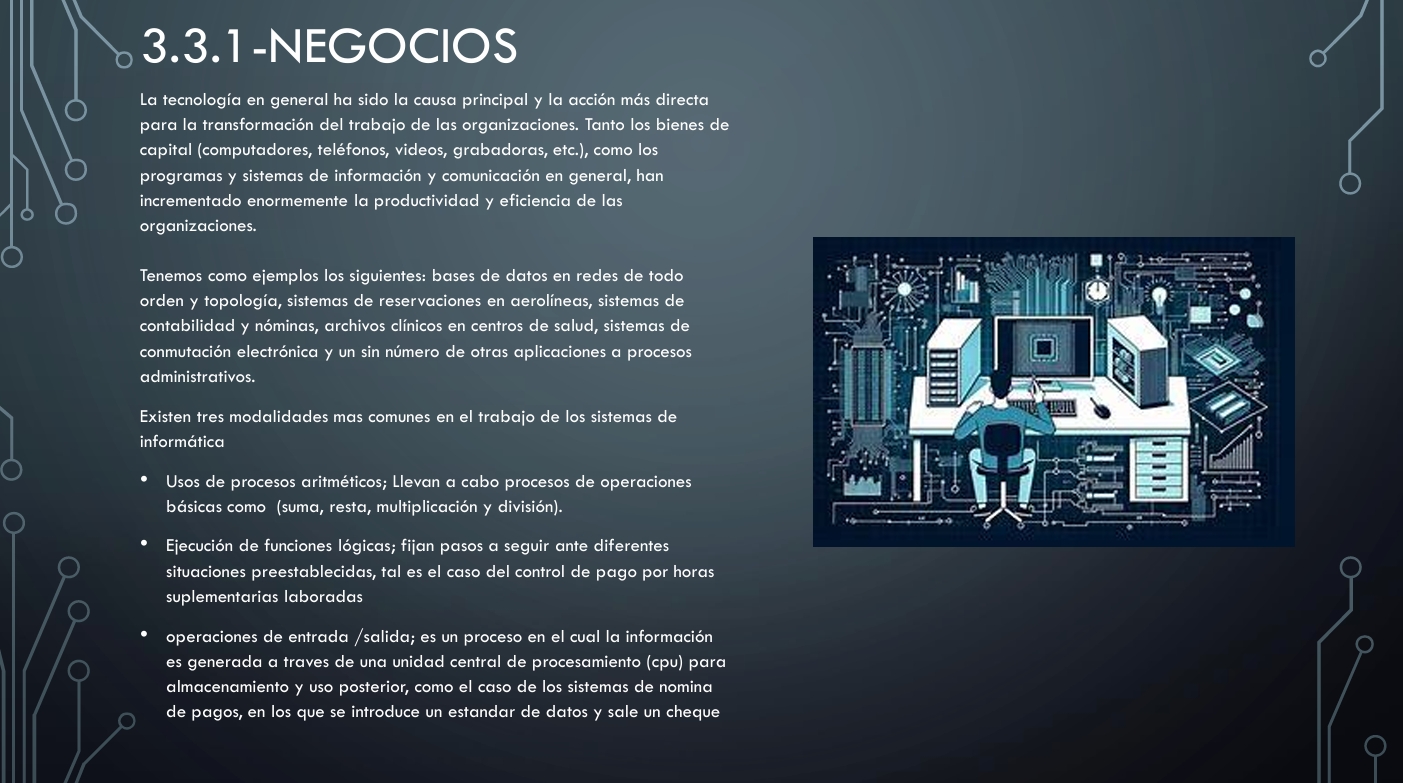 3.3.1-NEGOCIOS
La tecnología en general ha sido la causa principal y la acción más directa
para la transformación del trabajo de las organizaciones. Tanto los bienes de
capital (computadores, teléfonos, videos, grabadoras, etc.), como los
programas y sistemas de información y comunicación en general, han
incrementado enormemente la productividad y eficiencia de las
organizaciones.
Tenemos como ejemplos los siguientes: bases de datos en redes de todo
orden y topología, sistemas de reservaciones en aerolíneas, sistemas de
contabilidad y nóminas, archivos clínicos en centros de salud, sistemas de
conmutación electrónica y un sin número de otras aplicaciones a procesos
administrativos.
Existen tres modalidades mas comunes en el trabajo de los sistemas de
informática
• Usos de procesos aritméticos; Llevan a cabo procesos de operaciones
básicas como (suma, resta, multiplicación y división).
• Ejecución de funciones lógicas; fijan pasos a seguir ante diferentes
situaciones preestablecidas, tal es el caso del control de pago por horas
suplementarias laboradas
• operaciones de entrada /salida; es un proceso en el cual la información
es generada a traves de una unidad central de procesamiento (cpu) para
almacenamiento y uso posterior, como el caso de los sistemas de nomina
de pagos, en los que se introduce un estandar de datos y sale un cheque